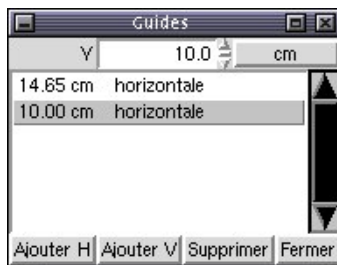 Guides
Y 10.0 cm
14.65 cm horizontale
10.00 cm horizontale
Ajouter H Ajouter V Supprimer Fermer